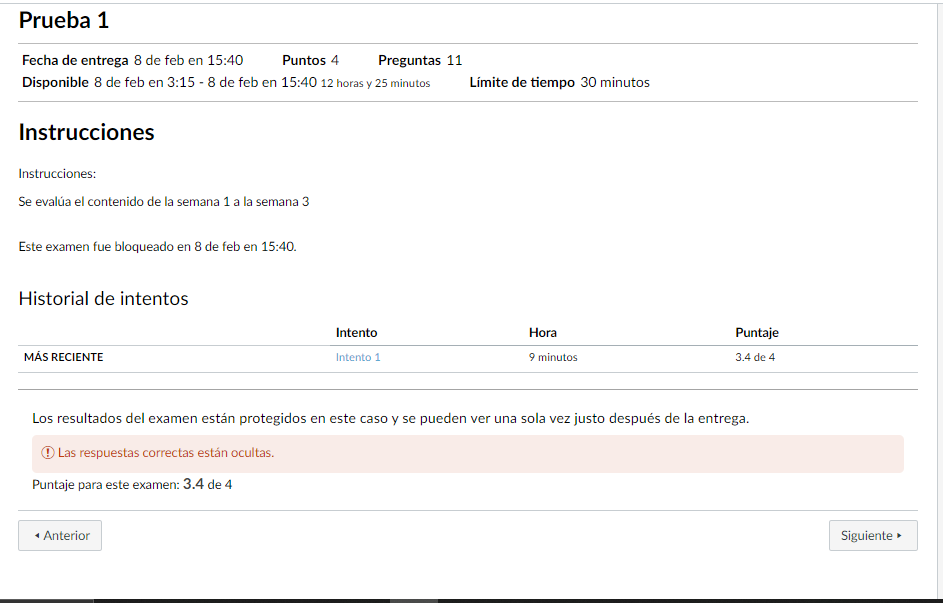 Prueba 1
Fecha de entrega 8 de feb en 15:40 Puntos 4 Preguntas 11
Disponible 8 de feb en 3:15 - 8 de feb en 15:40 12 horas y 25 minutos Límite de tiempo 30 minutos
Instrucciones
Instrucciones:
Se evalúa el contenido de la semana 1 a la semana 3
Este examen fue bloqueado en 8 de feb en 15:40.
Historial de intentos
Intento Hora Puntaje
MÁS RECIENTE Intento 1 9 minutos 3.4 de 4
Los resultados del examen están protegidos en este caso y se pueden ver una sola vez justo después de la entrega.
Las respuestas correctas están ocultas.
Puntaje para este examen: 3.4 de 4
Anterior Siguiente